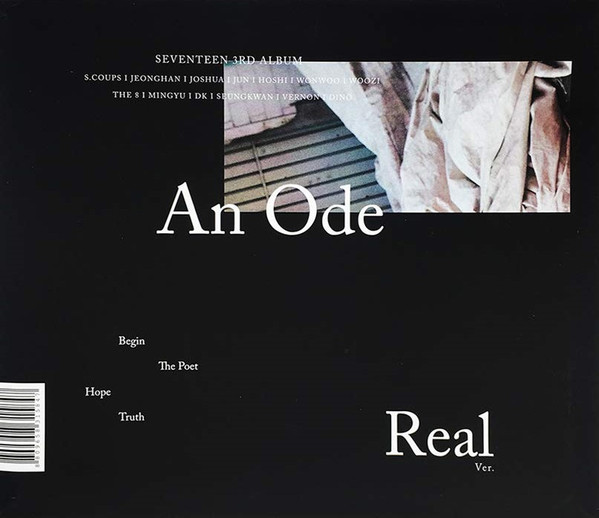 SEVENTEEN 3RD ALBUM
S.COUPS I JEONGHAN I JOSHUA I JUN I HOSHI I WONWOO I WOOZI
THE 8 I MINGYU I DK I SEUNGKWAN I VERNON I DINO
An Ode
Begin
The Poet
Hope
Truth
Real
Ver.